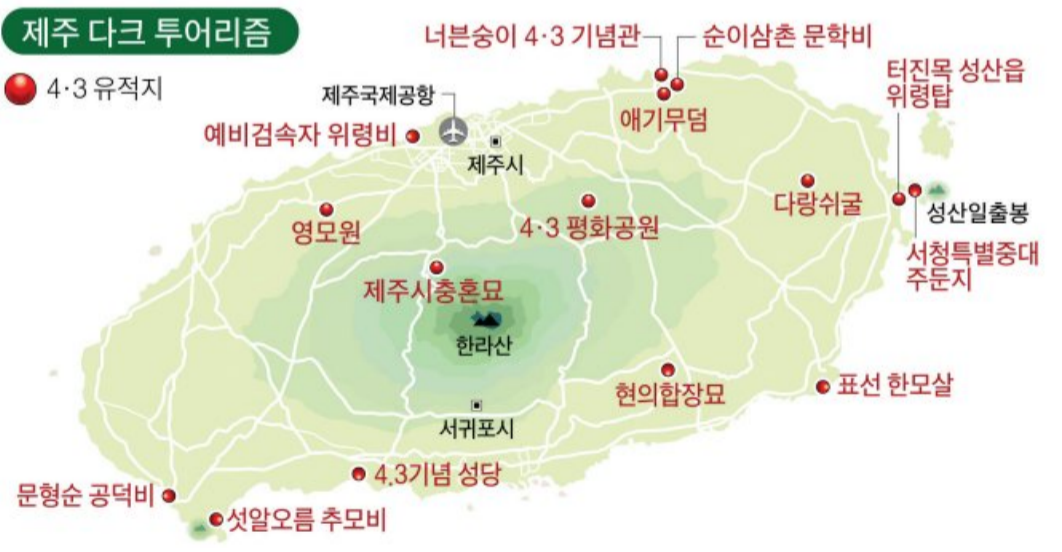 제주 다크 투어리즘
4·3 유적지
너븐숭이 4·3 기념관
순이삼촌 문학비
터진목 성산읍
위령탑
제주국제공항
예비검속자 위령비
애기무덤
제주시
다랑쉬굴
성산일출봉
영모원
4·3 평화공원
서청특별중대
주둔지
제주시충혼묘
한라산
현의합장묘
표선 한모살
서귀포시
4.3기념 성당
문형순 공덕비
섯알오름 추모비